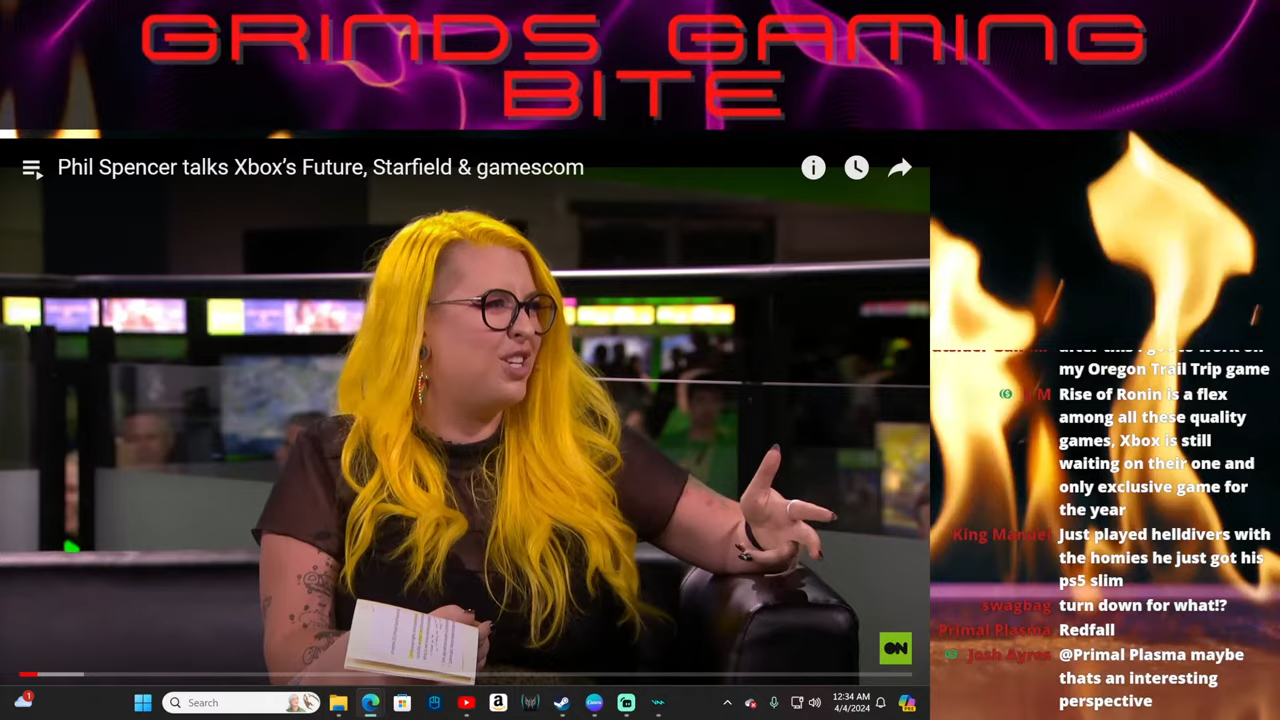 GRINDS GAMING
BITE
Phil Spencer talks Xbox’s Future, Starfield & gamescom
my Oregon Trail Trip game
M Rise of Ronin is a flex
among all these quality
games, Xbox is still
waiting on their one and
only exclusive game for
the year
King Manuel Just played helldivers with
the homies he just got his
ps5 slim
swagbag turn down for what!?
Primal Plasma Redfall
Josh Ayres @Primal Plasma maybe
thats an interesting
perspective
ON
1
Search
12:34 AM
4/4/2024